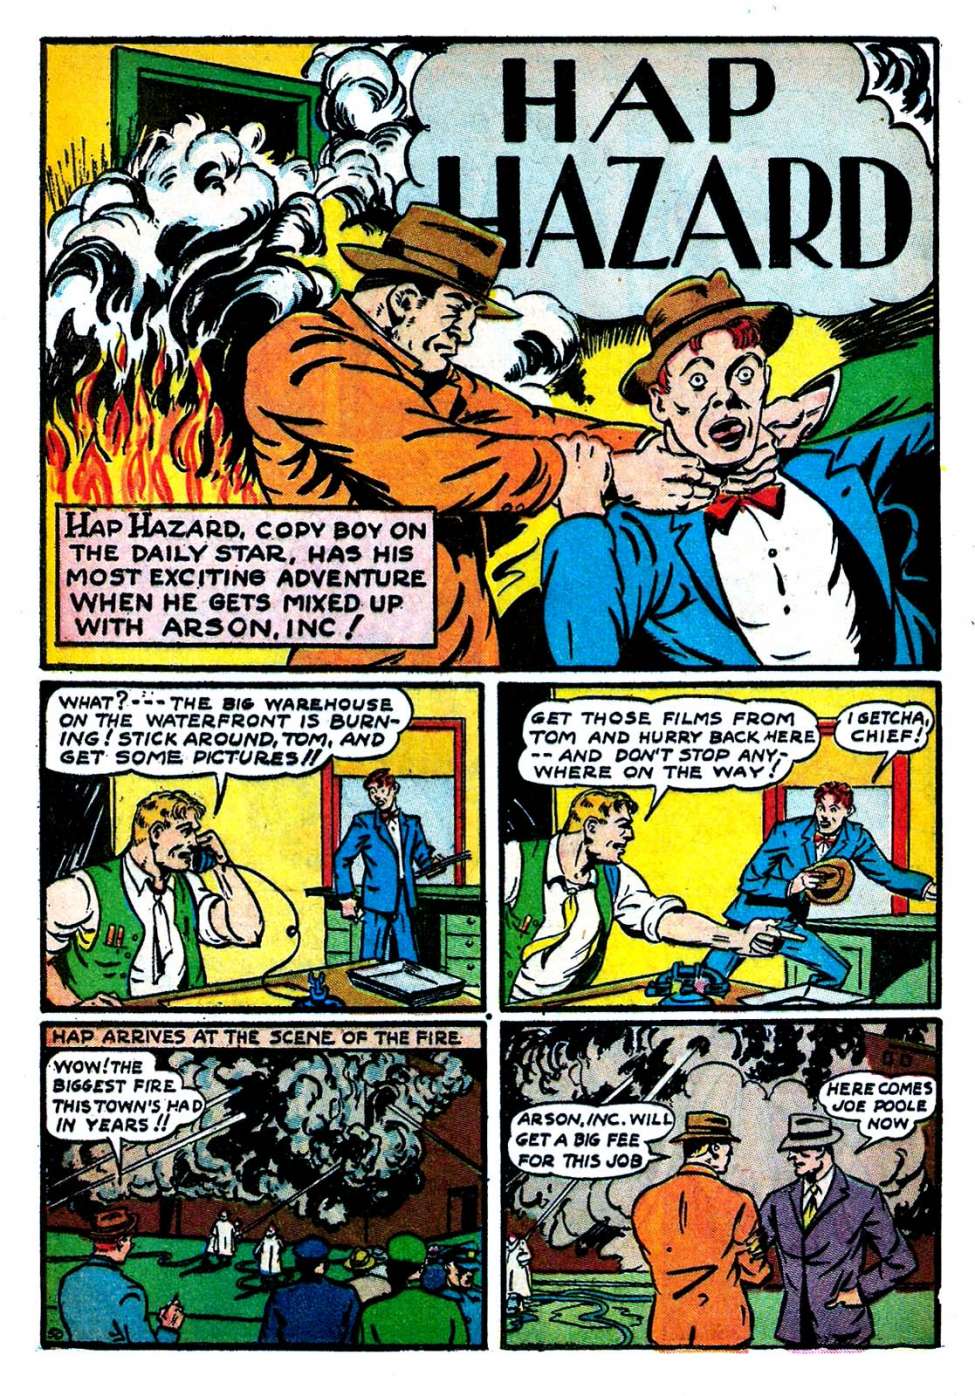 HAP
HAZARD
HAP HAZARD, COPY BOY ON
THE DAILY STAR, HAS HIS
MOST EXCITING ADVENTURE
WHEN HE GETS MIXED UP
WITH ARSON, INC!
WHAT? --- THE BIG WAREHOUSE
ON THE WATERFRONT IS BURN-
ING! STICK AROUND, TOM, AND
GET SOME PICTURES!!
GET THOSE FILMS FROM
TOM AND HURRY BACK HERE
-- AND DON'T STOP ANY-
WHERE ON THE WAY!
I GETCHA,
CHIEF!
HAP ARRIVES AT THE SCENE OF THE FIRE
WOW! THE
BIGGEST FIRE
THIS TOWN'S HAD
IN YEARS!!
50
ARSON, INC. WILL
GET A BIG FEE
FOR THIS JOB
HERE COMES
JOE POOLE
NOW